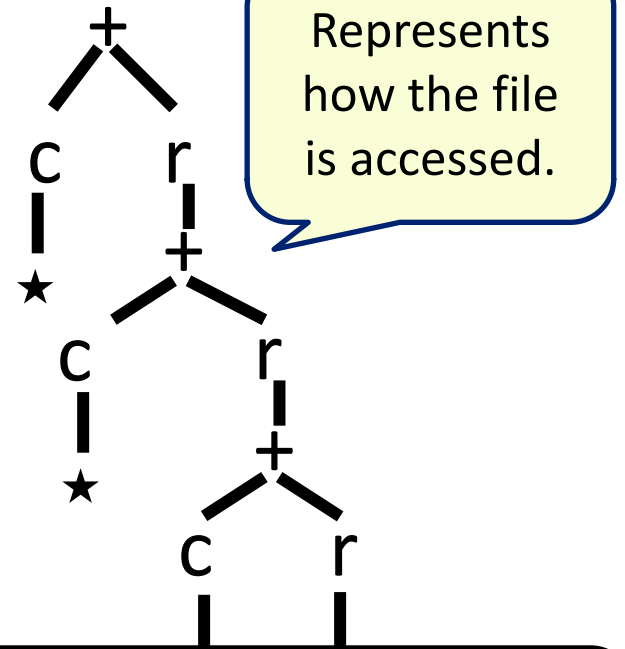 +
Represents
how the file
is accessed.
c r
★ +
c r
★ +
c r